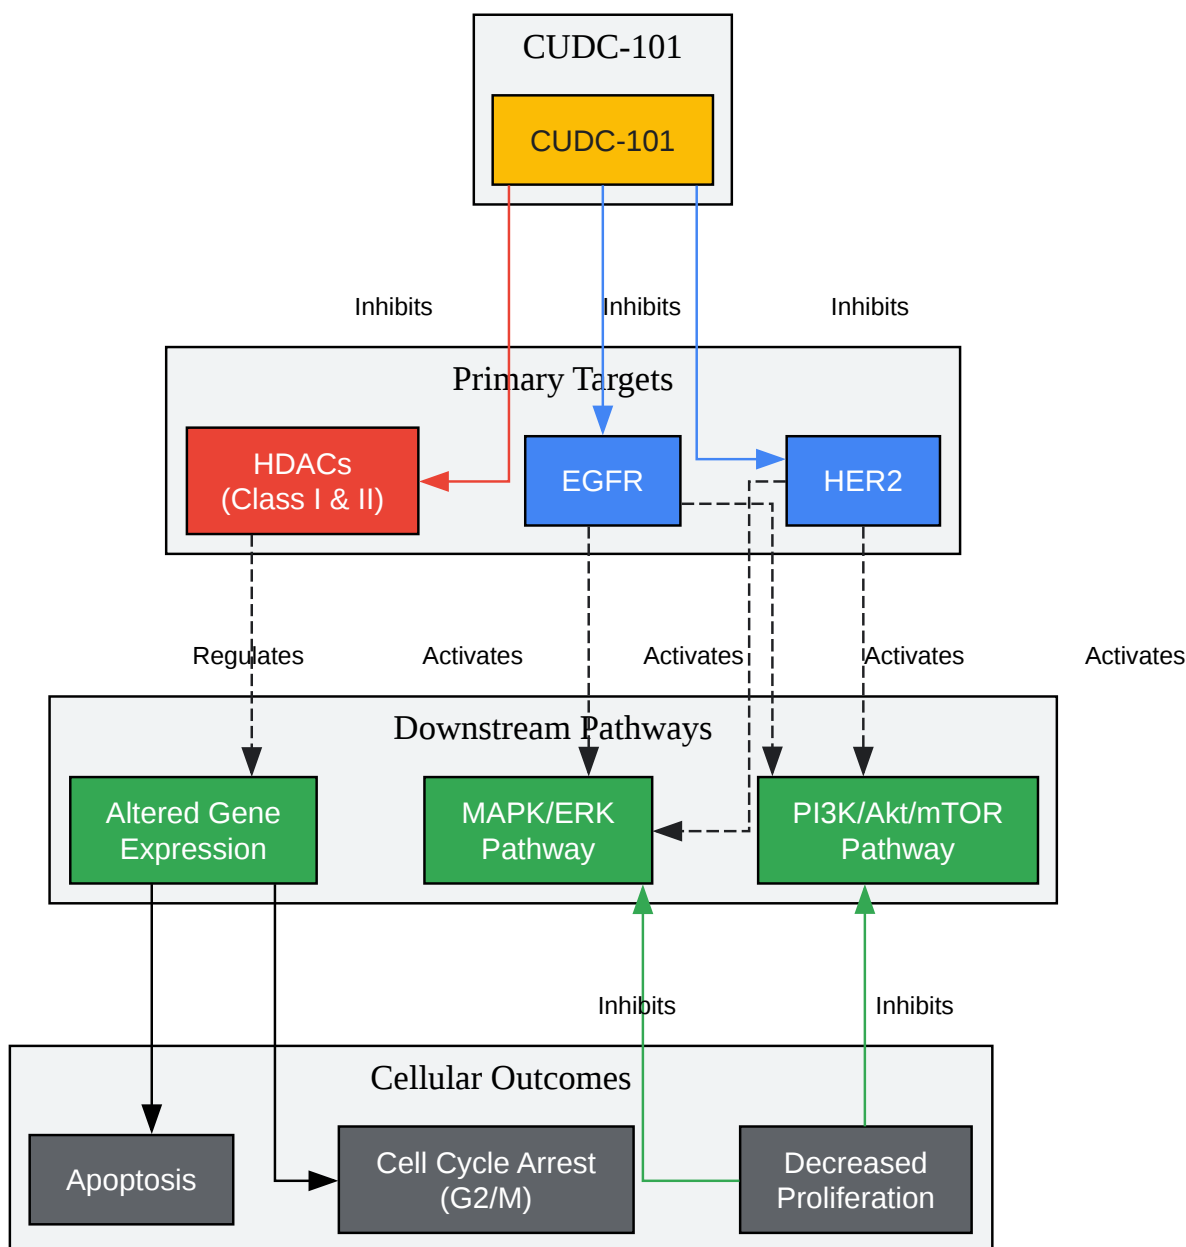 CUDC-101
CUDC-101
Inhibits
Inhibits
Inhibits
Primary Targets
HDACs
(Class I & II)
EGFR
HER2
Regulates
Activates
Activates
Activates
Activates
Downstream Pathways
Altered Gene
Expression
MAPK/ERK
Pathway
PI3K/Akt/mTOR
Pathway
Inhibits
Inhibits
Cellular Outcomes
Apoptosis
Cell Cycle Arrest
(G2/M)
Decreased
Proliferation